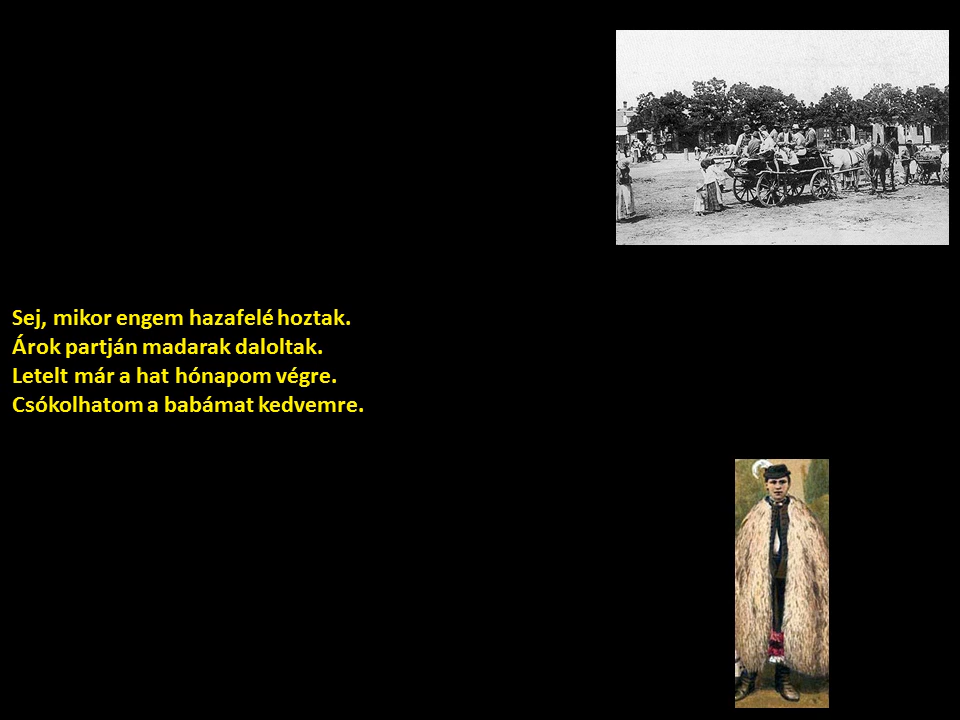 Sej, mikor engem hazafelé hoztak.
Árok partján madarak daloltak.
Letelt már a hat hónapom végre.
Csókolhatom a babámat kedvemre.